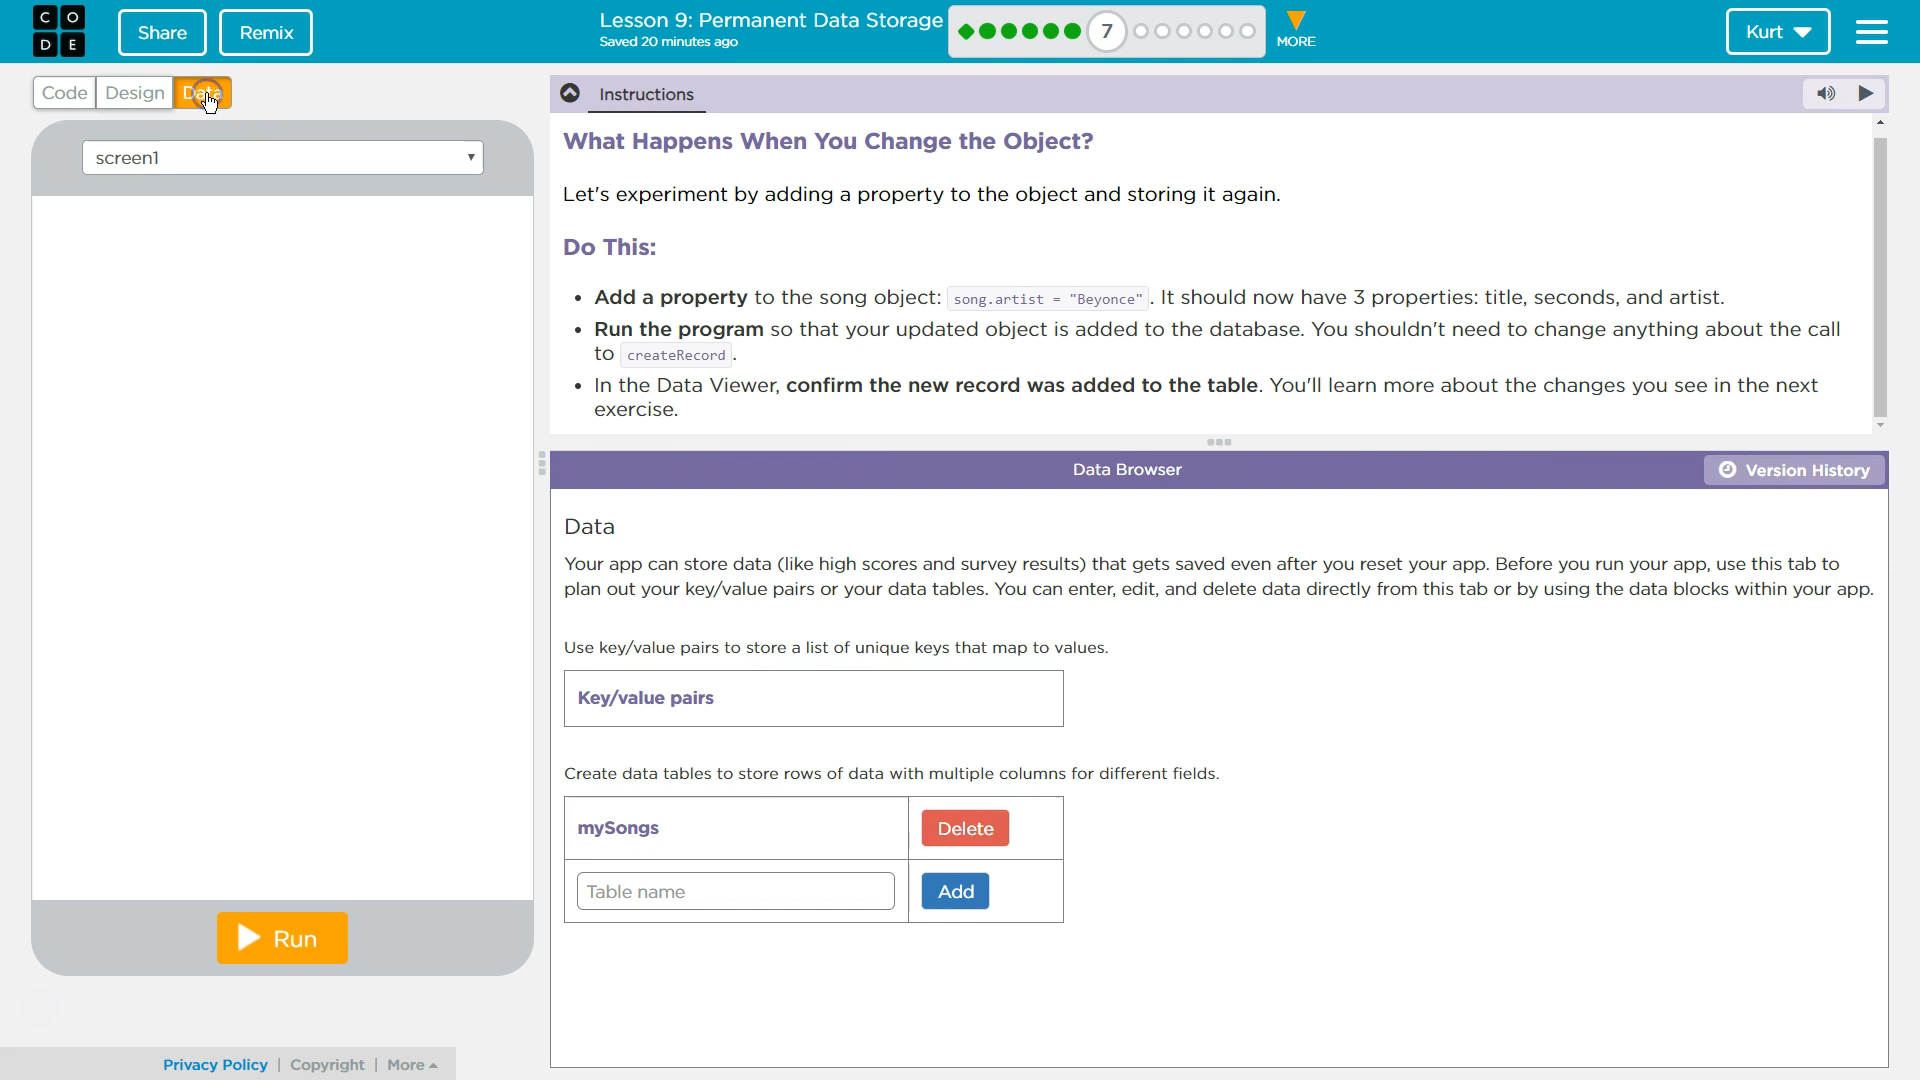 C O
D E
Share
Remix
Lesson 9: Permanent Data Storage
Saved 20 minutes ago
7
MORE
Kurt
Code
Design
Data
screen1
Instructions
What Happens When You Change the Object?
Let's experiment by adding a property to the object and storing it again.
Do This:
• Add a property to the song object: song.artist = "Beyonce". It should now have 3 properties: title, seconds, and artist.
• Run the program so that your updated object is added to the database. You shouldn't need to change anything about the call
to createRecord.
• In the Data Viewer, confirm the new record was added to the table. You'll learn more about the changes you see in the next
exercise.
Data Browser
Version History
Data
Your app can store data (like high scores and survey results) that gets saved even after you reset your app. Before you run your app, use this tab to
plan out your key/value pairs or your data tables. You can enter, edit, and delete data directly from this tab or by using the data blocks within your app.
Use key/value pairs to store a list of unique keys that map to values.
Key/value pairs
Create data tables to store rows of data with multiple columns for different fields.
mySongs
Delete
Table name
Add
Run
Privacy Policy | Copyright | More